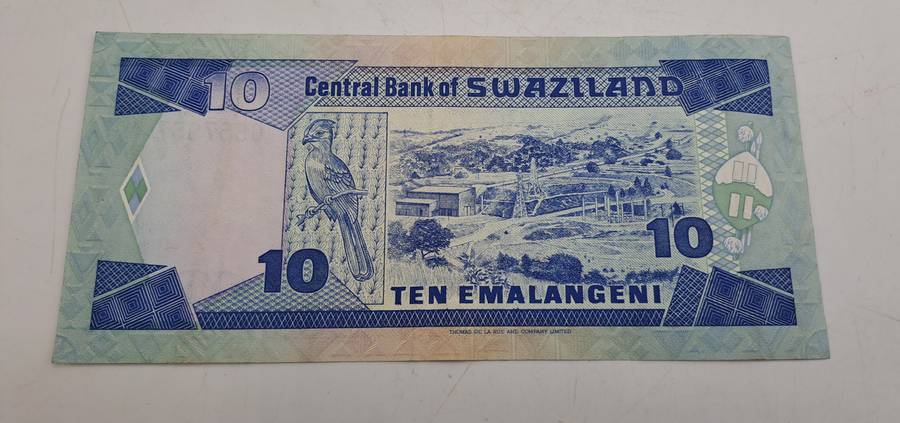 10 Central Bank of SWAZILAND
10
10
TEN EMALANGENI
THOMAS DE LA RUE AND COMPANY LIMITED